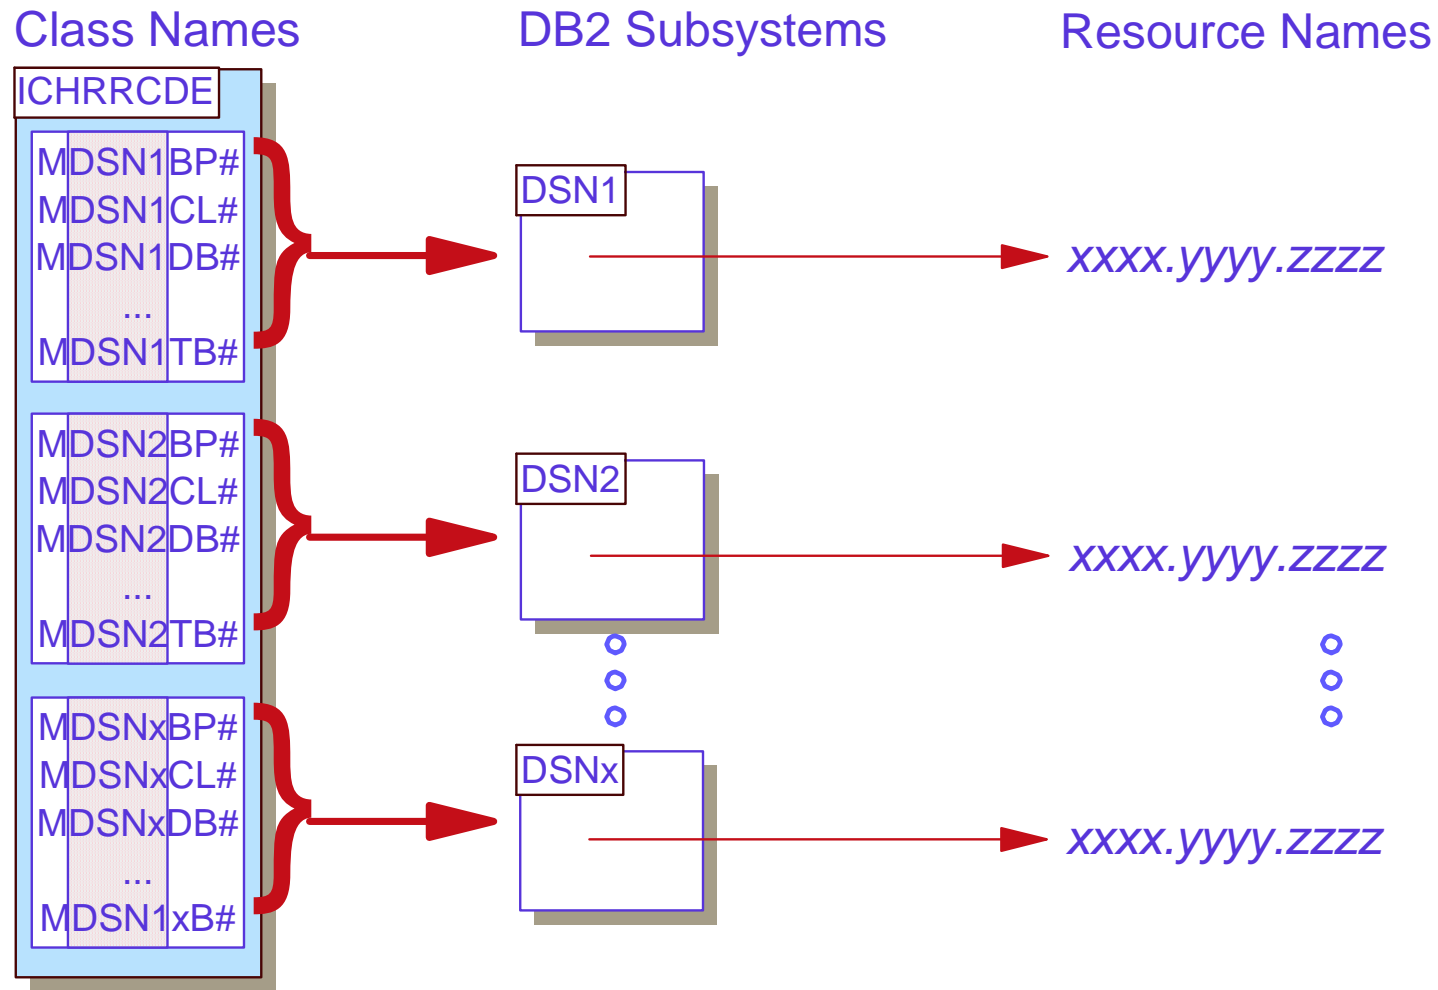 Class Names
DB2 Subsystems
Resource Names
ICHRRCDE
MDSN1BP#
MDSN1CL#
MDSN1DB#
...
MDSN1TB#
DSN1
xxxx.yyyy.zzzz
MDSN2BP#
MDSN2CL#
MDSN2DB#
...
MDSN2TB#
DSN2
xxxx.yyyy.zzzz
MDSNxBP#
MDSNxCL#
MDSNxDB#
...
MDSN1xB#
DSNx
xxxx.yyyy.zzzz